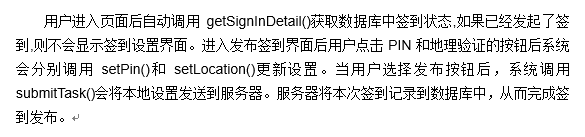 用户进入页面后自动调用 getSignInDetail()获取数据库中签到状态,如果已经发起了签
到,则不会显示签到设置界面。进入发布签到界面后用户点击 PIN 和地理验证的按钮后系统
会分别调用 setPin()和 setLocation()更新设置。当用户选择发布按钮后，系统调用
submitTask()会将本地设置发送到服务器。服务器将本次签到记录到数据库中，从而完成签
到发布。↵